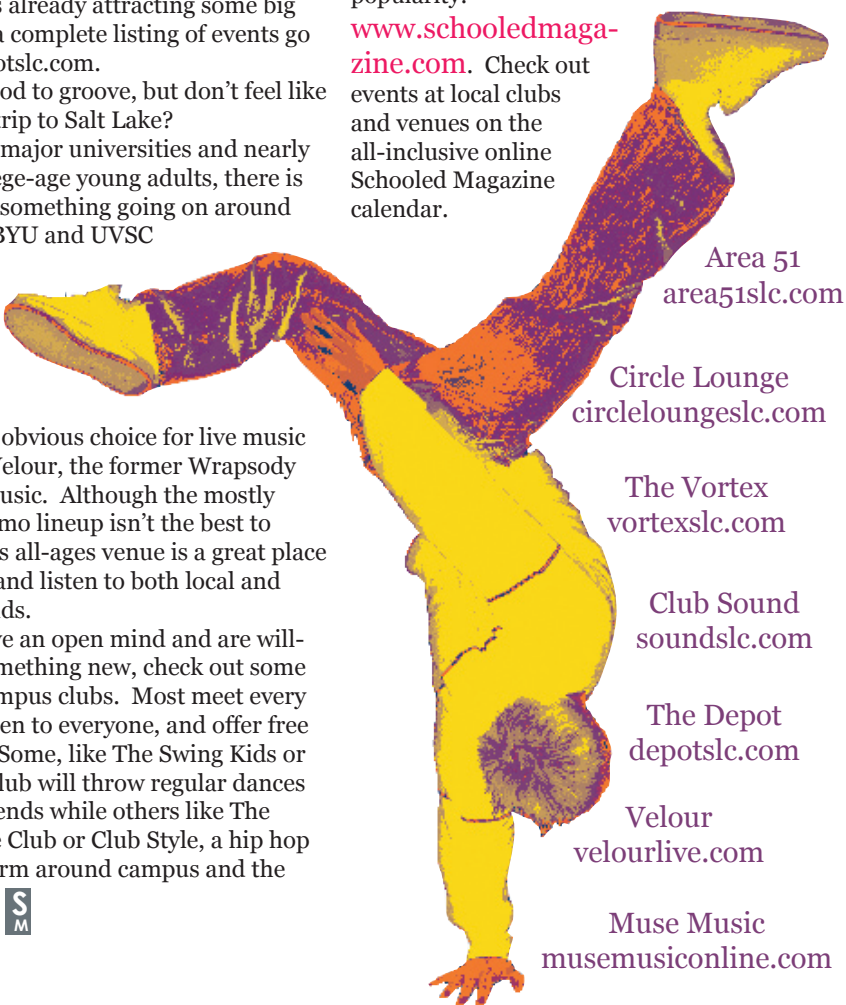 s already attracting some big
a complete listing of events go
otslc.com.
od to groove, but don’t feel like
trip to Salt Lake?
major universities and nearly
ege-age young adults, there is
something going on around
BYU and UVSC
obvious choice for live music
Velour, the former Wrapsody
usic. Although the mostly
mo lineup isn’t the best to
s all-ages venue is a great place
and listen to both local and
ds.
ve an open mind and are will-
mething new, check out some
mpus clubs. Most meet every
en to everyone, and offer free
Some, like The Swing Kids or
lub will throw regular dances
ends while others like The
e Club or Club Style, a hip hop
rm around campus and the
S
M
popularity.
www.schooledmaga-
zine.com. Check out
events at local clubs
and venues on the
all-inclusive online
Schooled Magazine
calendar.
Area 51
area51slc.com
Circle Lounge
circleloungeslc.com
The Vortex
vortexslc.com
Club Sound
soundslc.com
The Depot
depotslc.com
Velour
velourlive.com
Muse Music
musemusiconline.com